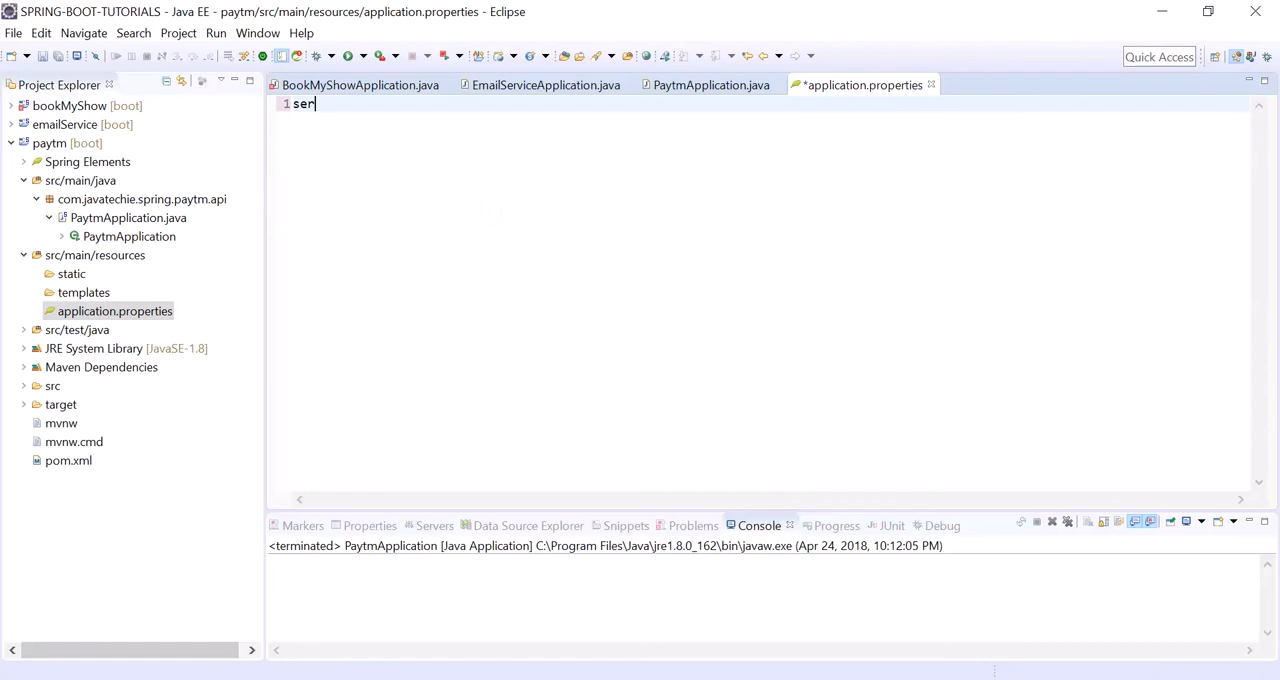 SPRING-BOOT-TUTORIALS - Java EE - paytm/src/main/resources/application.properties - Eclipse
File Edit Navigate Search Project Run Window Help
Quick Access
Project Explorer
bookMyShow [boot]
emailService [boot]
paytm [boot]
Spring Elements
src/main/java
com.javatechie.spring.paytm.api
PaytmApplication.java
PaytmApplication
src/main/resources
static
templates
application.properties
src/test/java
JRE System Library [JavaSE-1.8]
Maven Dependencies
src
target
mvnw
mvnw.cmd
pom.xml
BookMyShowApplication.java EmailServiceApplication.java PaytmApplication.java *application.properties
1 ser
Markers Properties Servers Data Source Explorer Snippets Problems Console Progress JUnit Debug
<terminated> PaytmApplication [Java Application] C:\Program Files\Java\jre1.8.0_162\bin\javaw.exe (Apr 24, 2018, 10:12:05 PM)